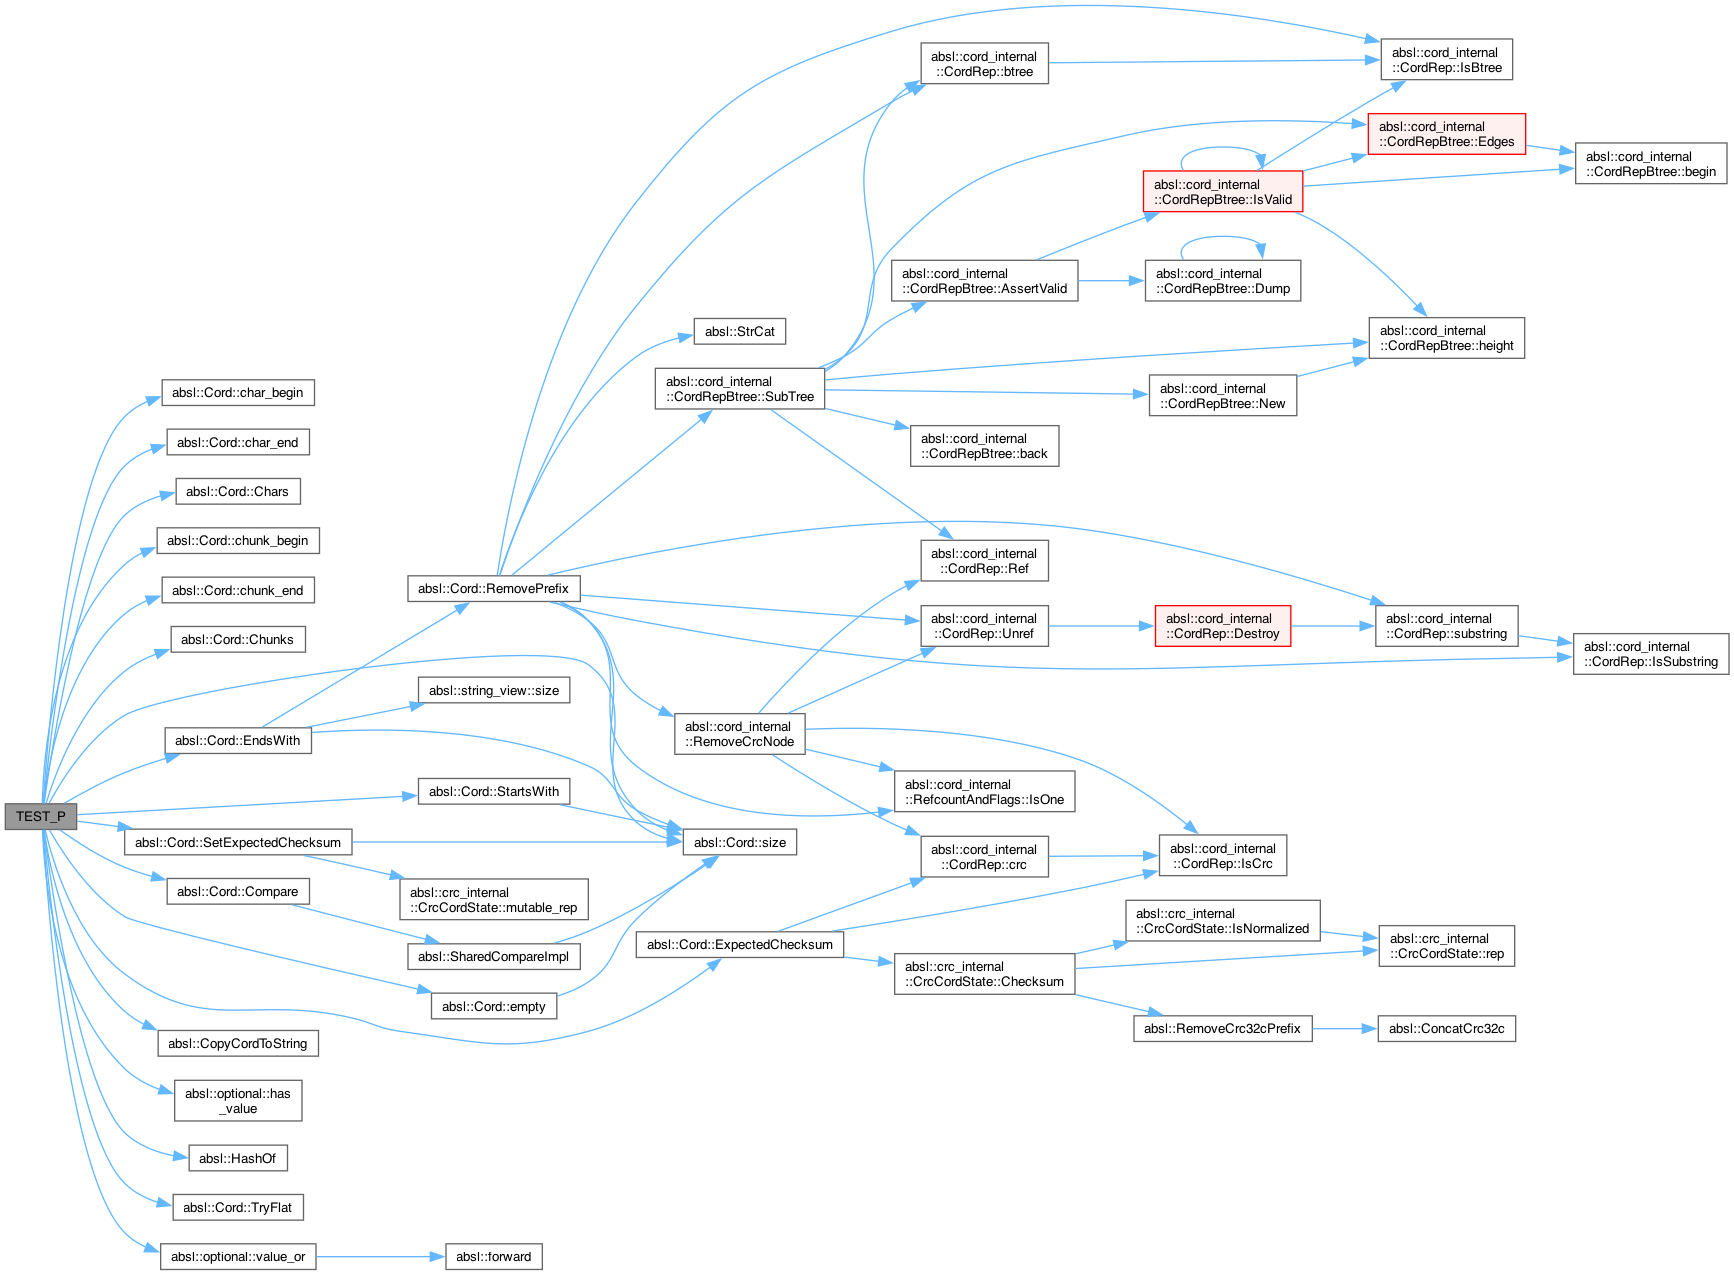 TEST_P
absl::Cord::char_begin
absl::Cord::char_end
absl::Cord::Chars
absl::Cord::chunk_begin
absl::Cord::chunk_end
absl::Cord::Chunks
absl::Cord::EndsWith
absl::Cord::SetExpectedChecksum
absl::Cord::Compare
absl::CopyCordToString
absl::optional::has
_value
absl::HashOf
absl::Cord::TryFlat
absl::optional::value_or
absl::Cord::RemovePrefix
absl::string_view::size
absl::Cord::StartsWith
absl::crc_internal
::CrcCordState::mutable_rep
absl::SharedCompareImpl
absl::Cord::empty
absl::forward
absl::StrCat
absl::cord_internal
::CordRepBtree::SubTree
absl::cord_internal
::RemoveCrcNode
absl::Cord::size
absl::Cord::ExpectedChecksum
absl::cord_internal
::CordRep::btree
absl::cord_internal
::CordRepBtree::AssertValid
absl::cord_internal
::CordRepBtree::back
absl::cord_internal
::CordRep::Ref
absl::cord_internal
::CordRep::Unref
absl::cord_internal
::RefcountAndFlags::IsOne
absl::cord_internal
::CordRep::crc
absl::crc_internal
::CrcCordState::Checksum
absl::cord_internal
::CordRepBtree::IsValid
absl::cord_internal
::CordRepBtree::Dump
absl::cord_internal
::CordRepBtree::New
absl::cord_internal
::CordRep::Destroy
absl::cord_internal
::CordRep::IsCrc
absl::crc_internal
::CrcCordState::IsNormalized
absl::RemoveCrc32cPrefix
absl::cord_internal
::CordRep::IsBtree
absl::cord_internal
::CordRepBtree::Edges
absl::cord_internal
::CordRepBtree::height
absl::cord_internal
::CordRep::substring
absl::crc_internal
::CrcCordState::rep
absl::ConcatCrc32c
absl::cord_internal
::CordRepBtree::begin
absl::cord_internal
::CordRep::IsSubstring